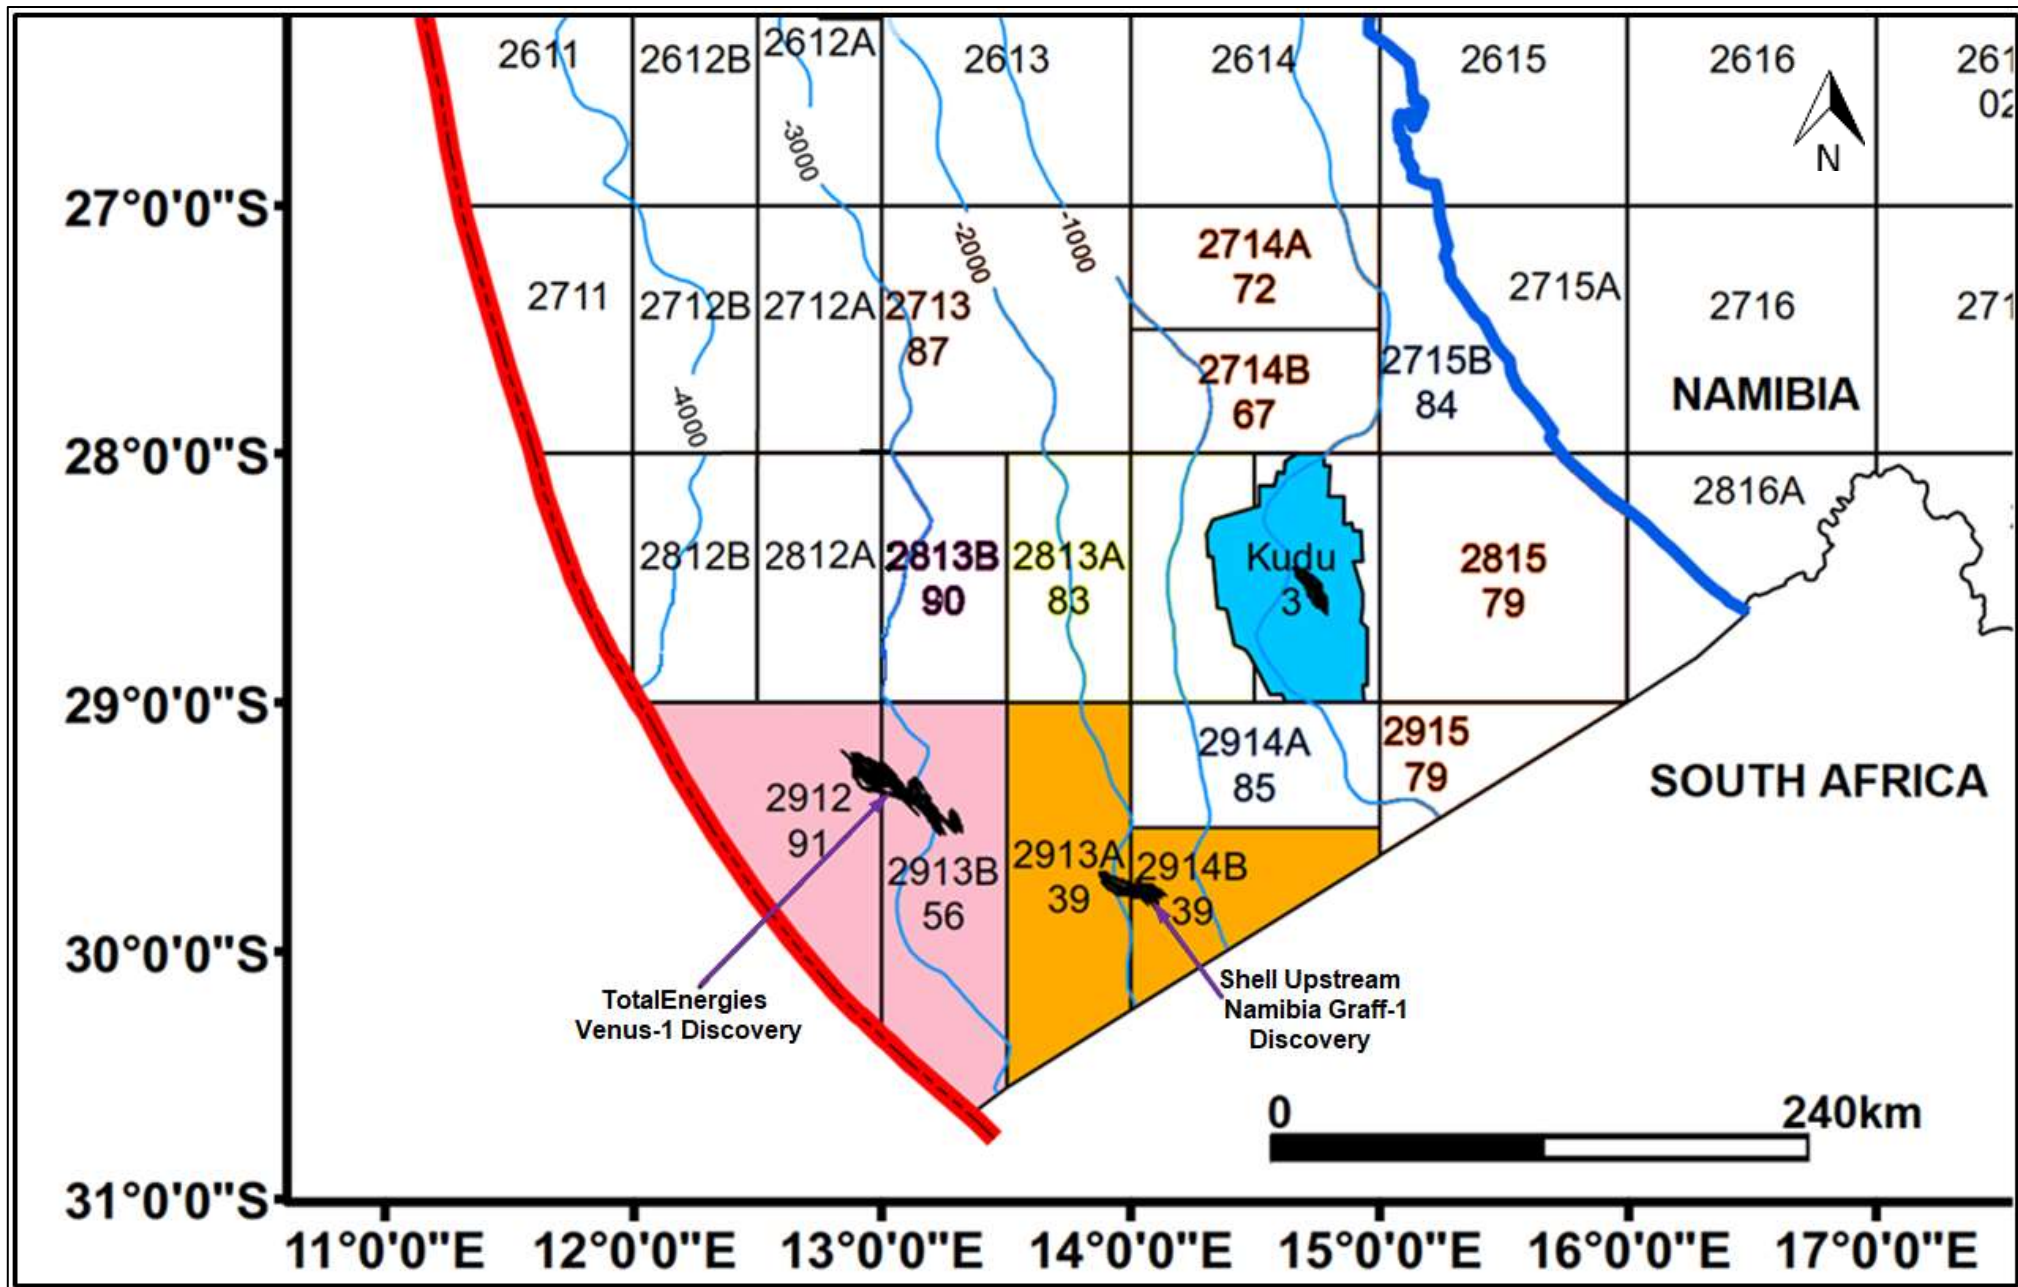 2611
2612B
2612A
2613
2614
2615
2616
261
02
N
-3000
27°0'0"S
-2000
-1000
2714A
72
2711
2712B
2712A
2713
87
2715A
2716
271
2714B
67
2715B
84
NAMIBIA
-4000
28°0'0"S
2816A
2812B
2812A
2813B
90
2813A
83
Kudu
3
2815
79
29°0'0"S
2914A
85
2915
79
SOUTH AFRICA
2912
91
2913B
56
2913A
39
2914B
39
30°0'0"S
TotalEnergies
Venus-1 Discovery
Shell Upstream
Namibia Graff-1
Discovery
0 240km
31°0'0"S
11°0'0"E 12°0'0"E 13°0'0"E 14°0'0"E 15°0'0"E 16°0'0"E 17°0'0"E